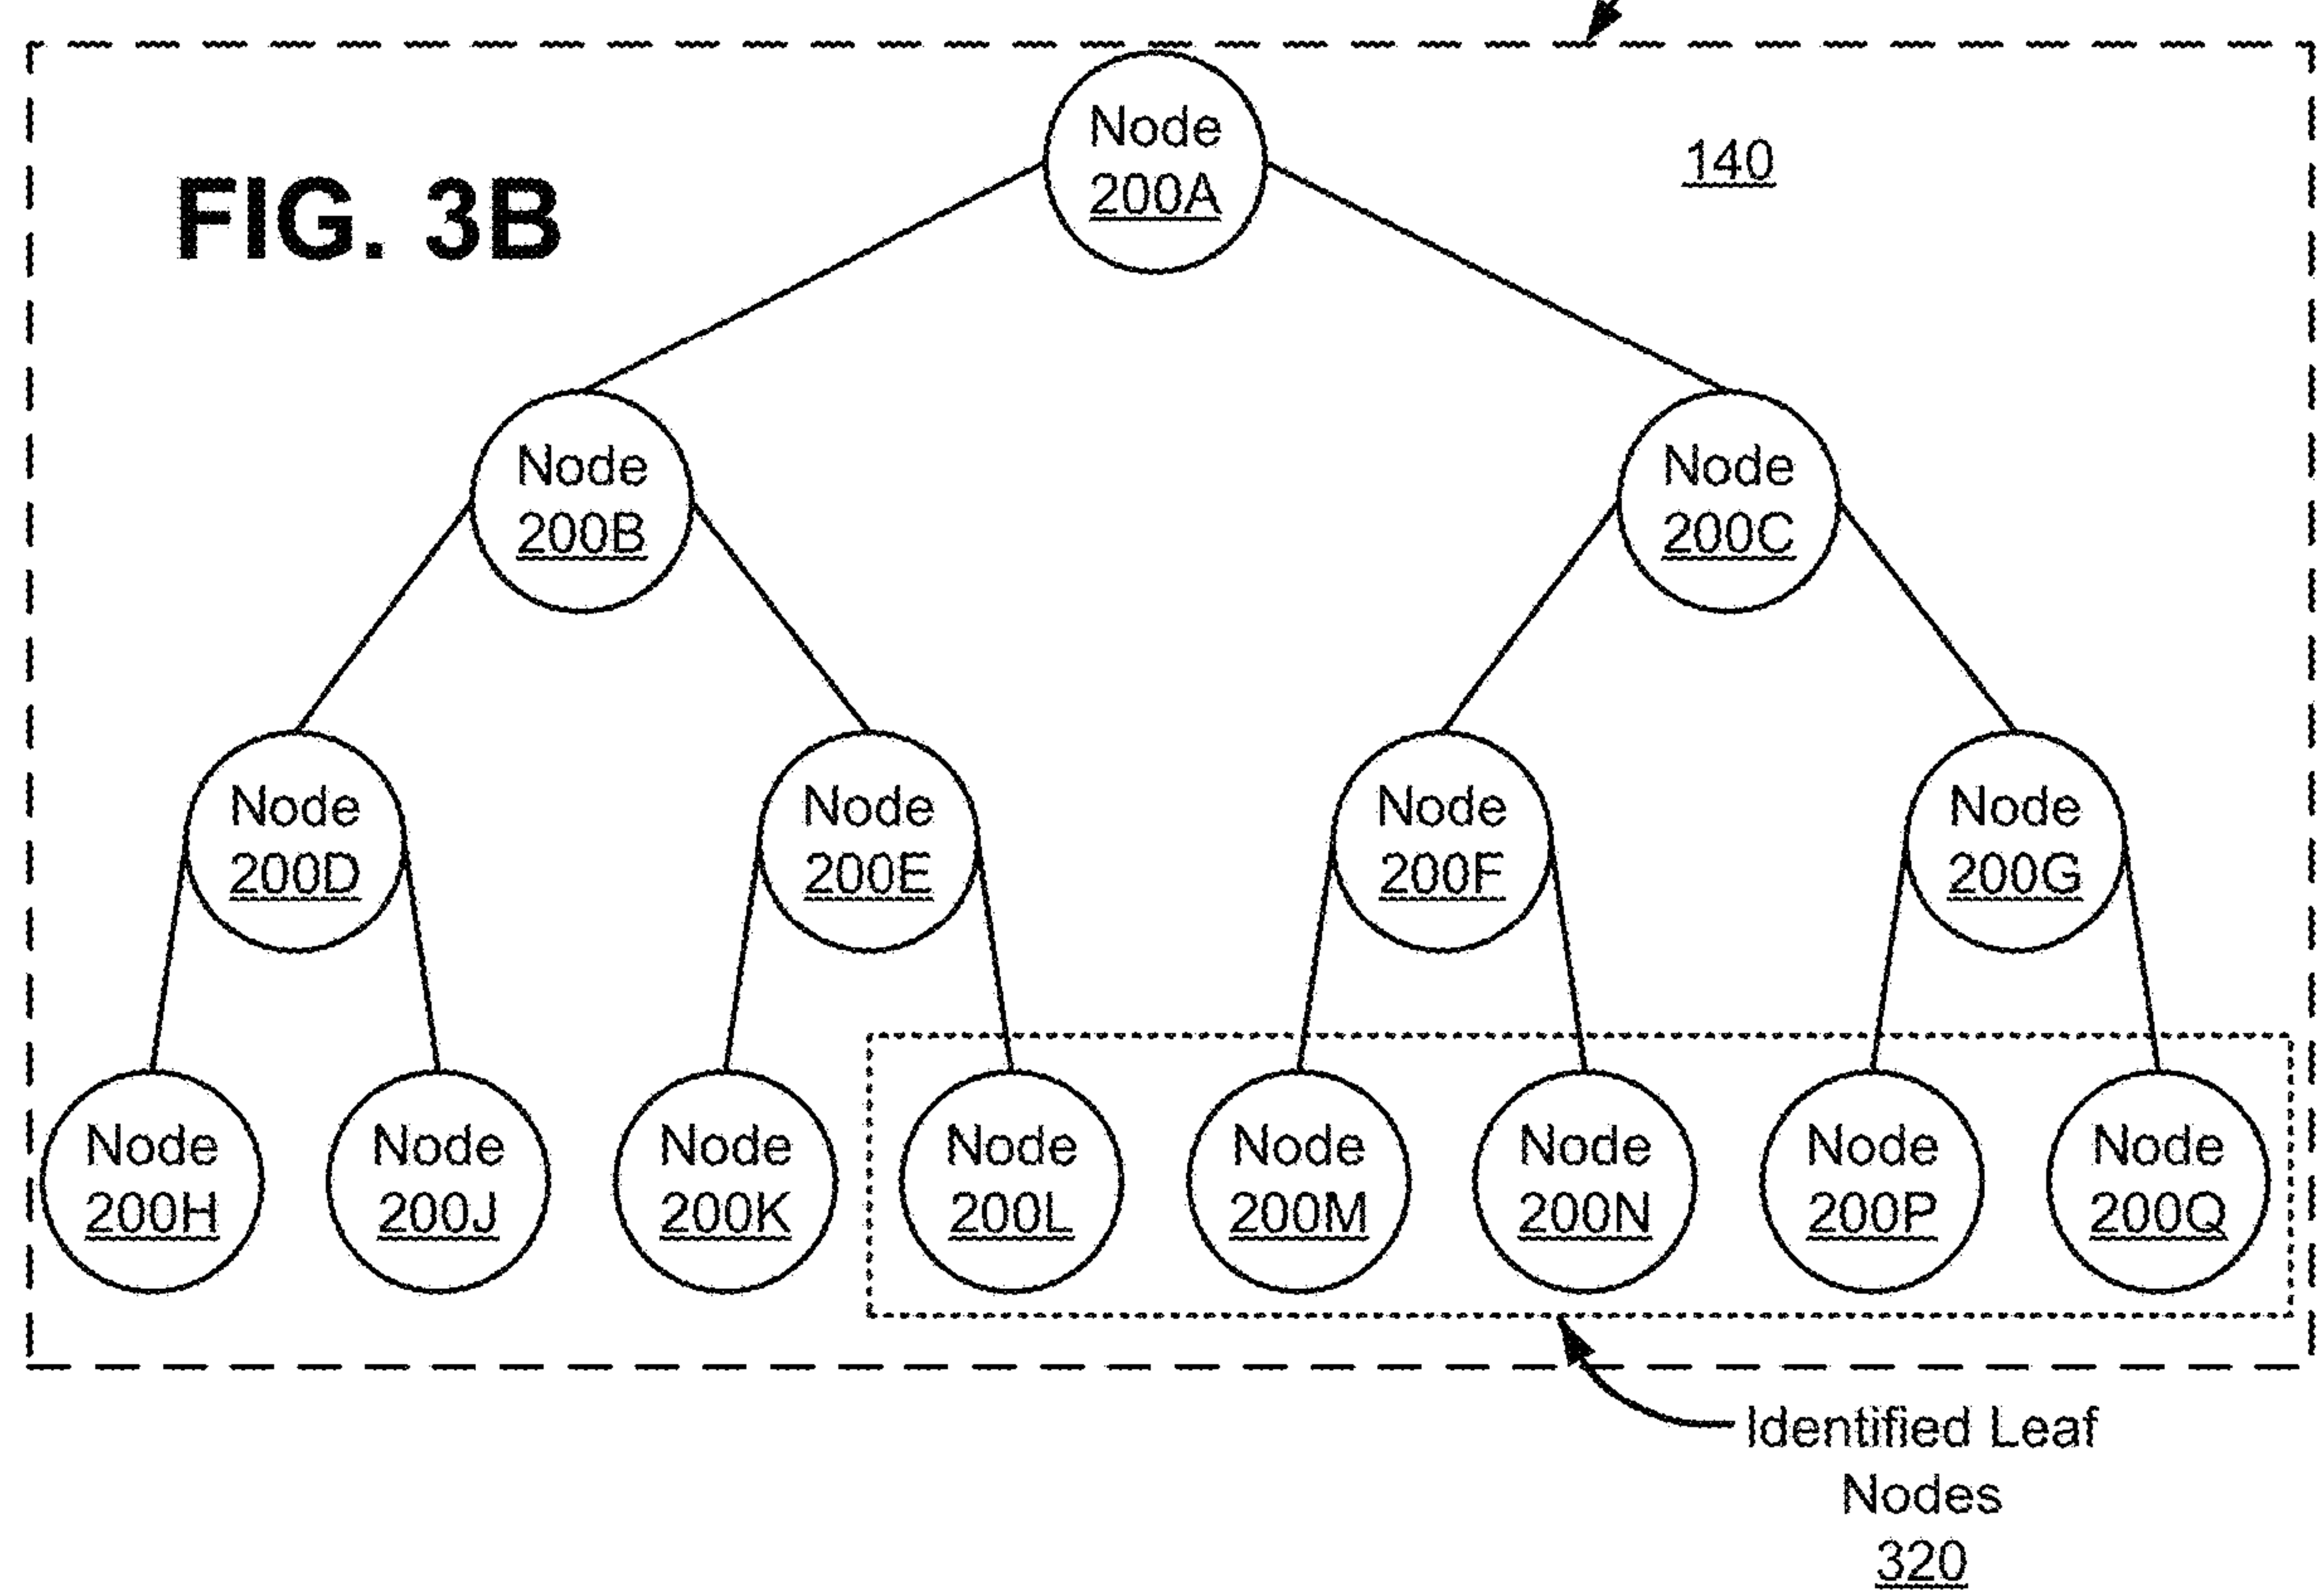 Node
200A
140
FIG. 3B
Node
200B
Node
200C
Node
200D
Node
200E
Node
200F
Node
200G
Node
200H
Node
200J
Node
200K
Node
200L
Node
200M
Node
200N
Node
200P
Node
200Q
Identified Leaf
Nodes
320